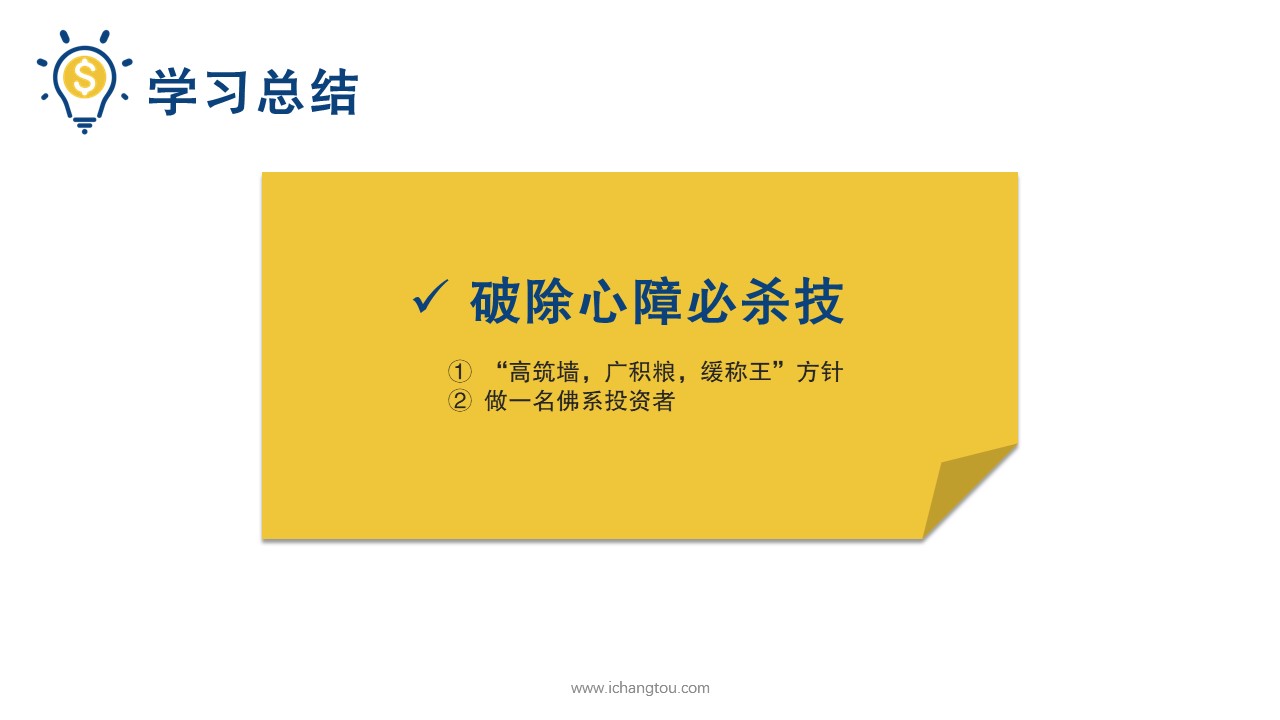 学习总结
✓ 破除心障必杀技
① “高筑墙，广积粮，缓称王”方针
② 做一名佛系投资者
www.ichangtou.com